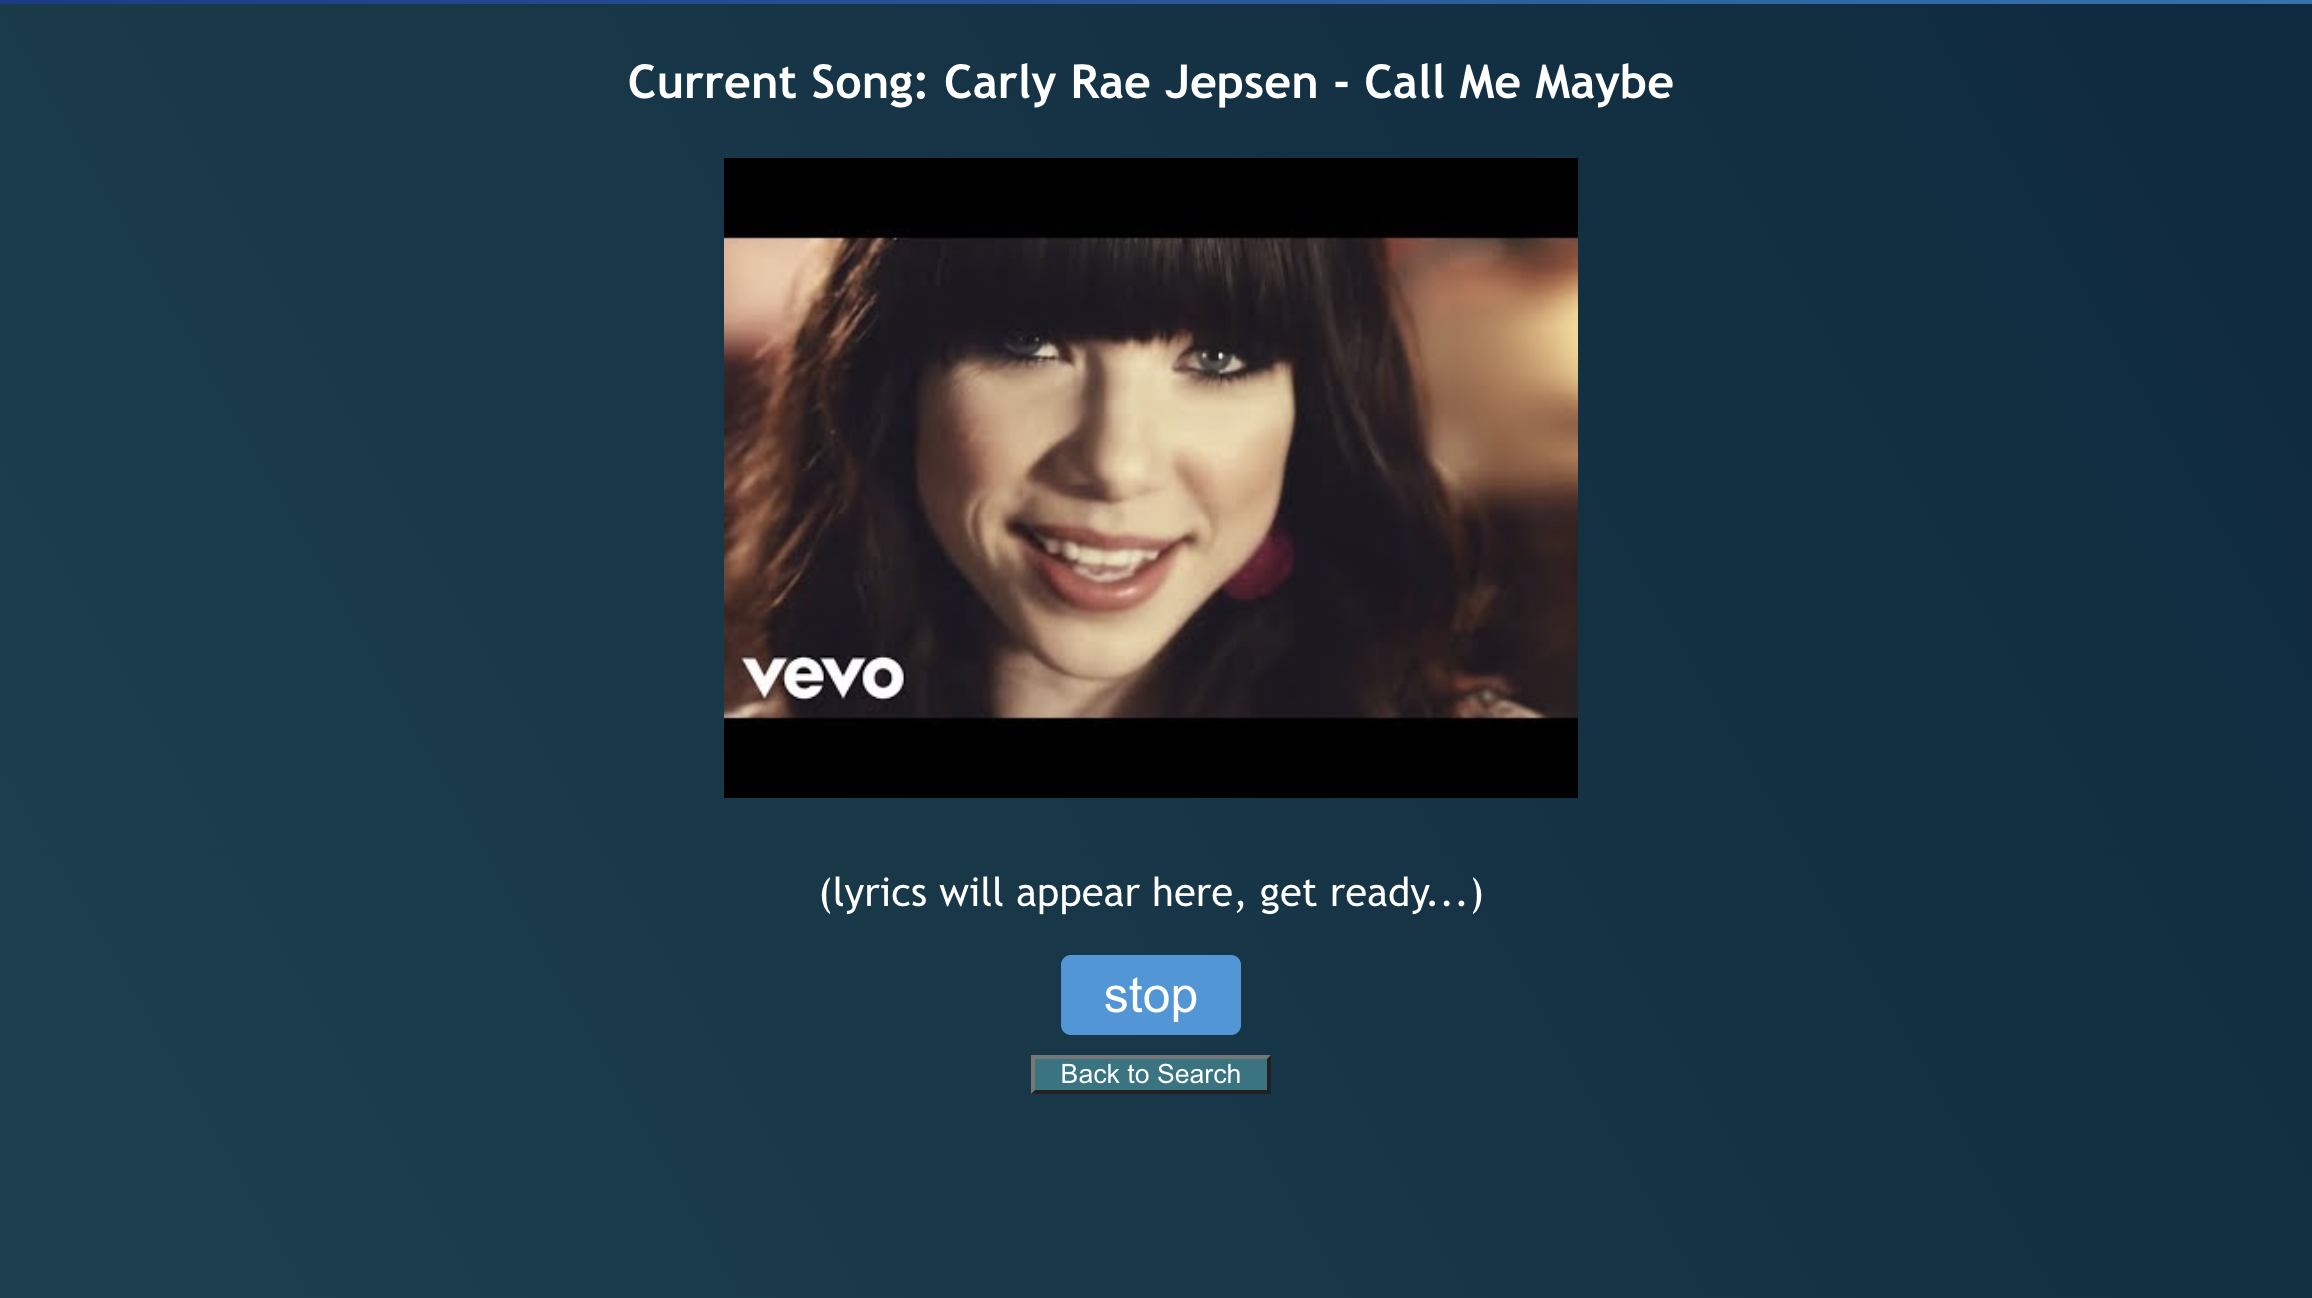 Current Song: Carly Rae Jepsen - Call Me Maybe
vevo
(lyrics will appear here, get ready...)
stop
Back to Search